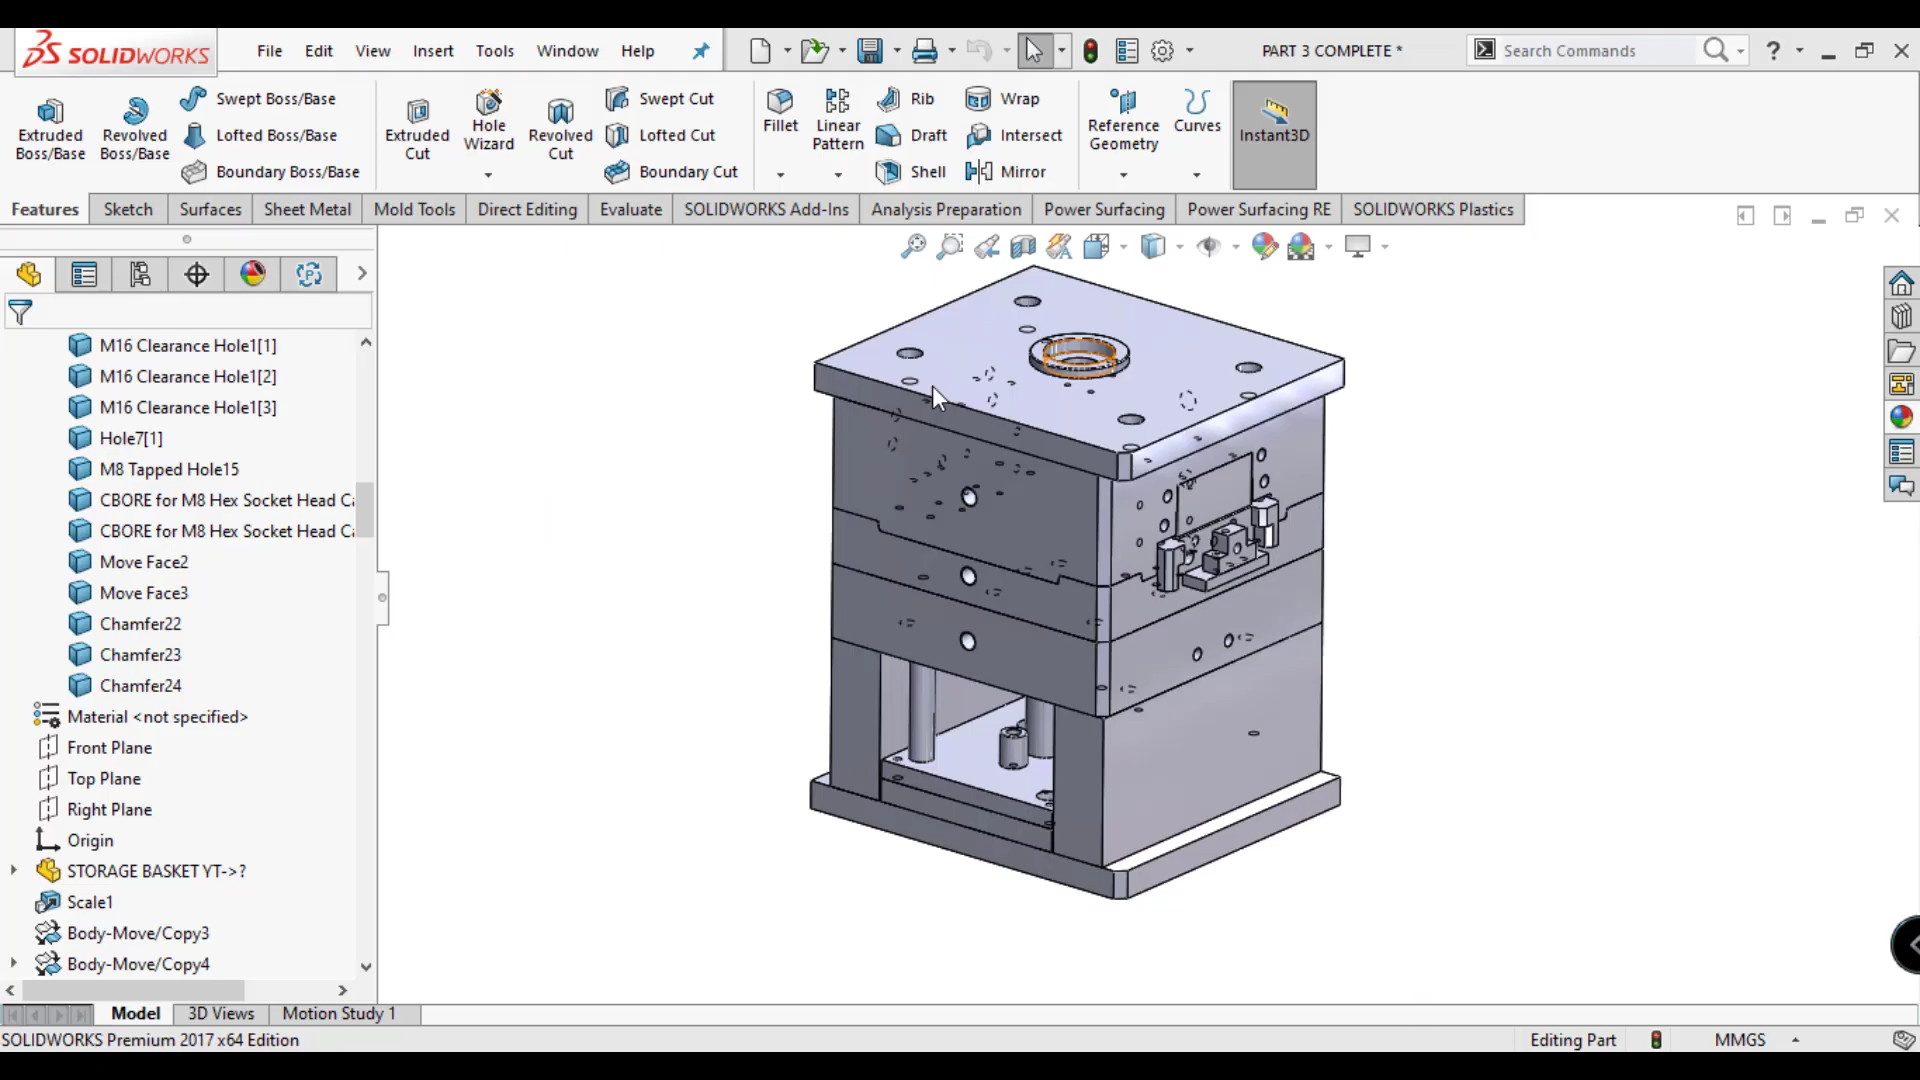 SOLIDWORKS
File Edit View Insert Tools Window Help
PART 3 COMPLETE *
Search Commands
?
Extruded Boss/Base
Revolved Boss/Base
Swept Boss/Base
Lofted Boss/Base
Boundary Boss/Base
Extruded Cut
Hole Wizard
Revolved Cut
Swept Cut
Lofted Cut
Boundary Cut
Fillet
Linear Pattern
Rib
Draft
Shell
Wrap
Intersect
Mirror
Reference Geometry
Curves
Instant3D
Features Sketch Surfaces Sheet Metal Mold Tools Direct Editing Evaluate SOLIDWORKS Add-Ins Analysis Preparation Power Surfacing Power Surfacing RE SOLIDWORKS Plastics
M16 Clearance Hole1[1]
M16 Clearance Hole1[2]
M16 Clearance Hole1[3]
Hole7[1]
M8 Tapped Hole15
CBORE for M8 Hex Socket Head Ca
CBORE for M8 Hex Socket Head Ca
Move Face2
Move Face3
Chamfer22
Chamfer23
Chamfer24
Material <not specified>
Front Plane
Top Plane
Right Plane
Origin
STORAGE BASKET YT->?
Scale1
Body-Move/Copy3
Body-Move/Copy4
Model 3D Views Motion Study 1
SOLIDWORKS Premium 2017 x64 Edition
Editing Part
MMGS